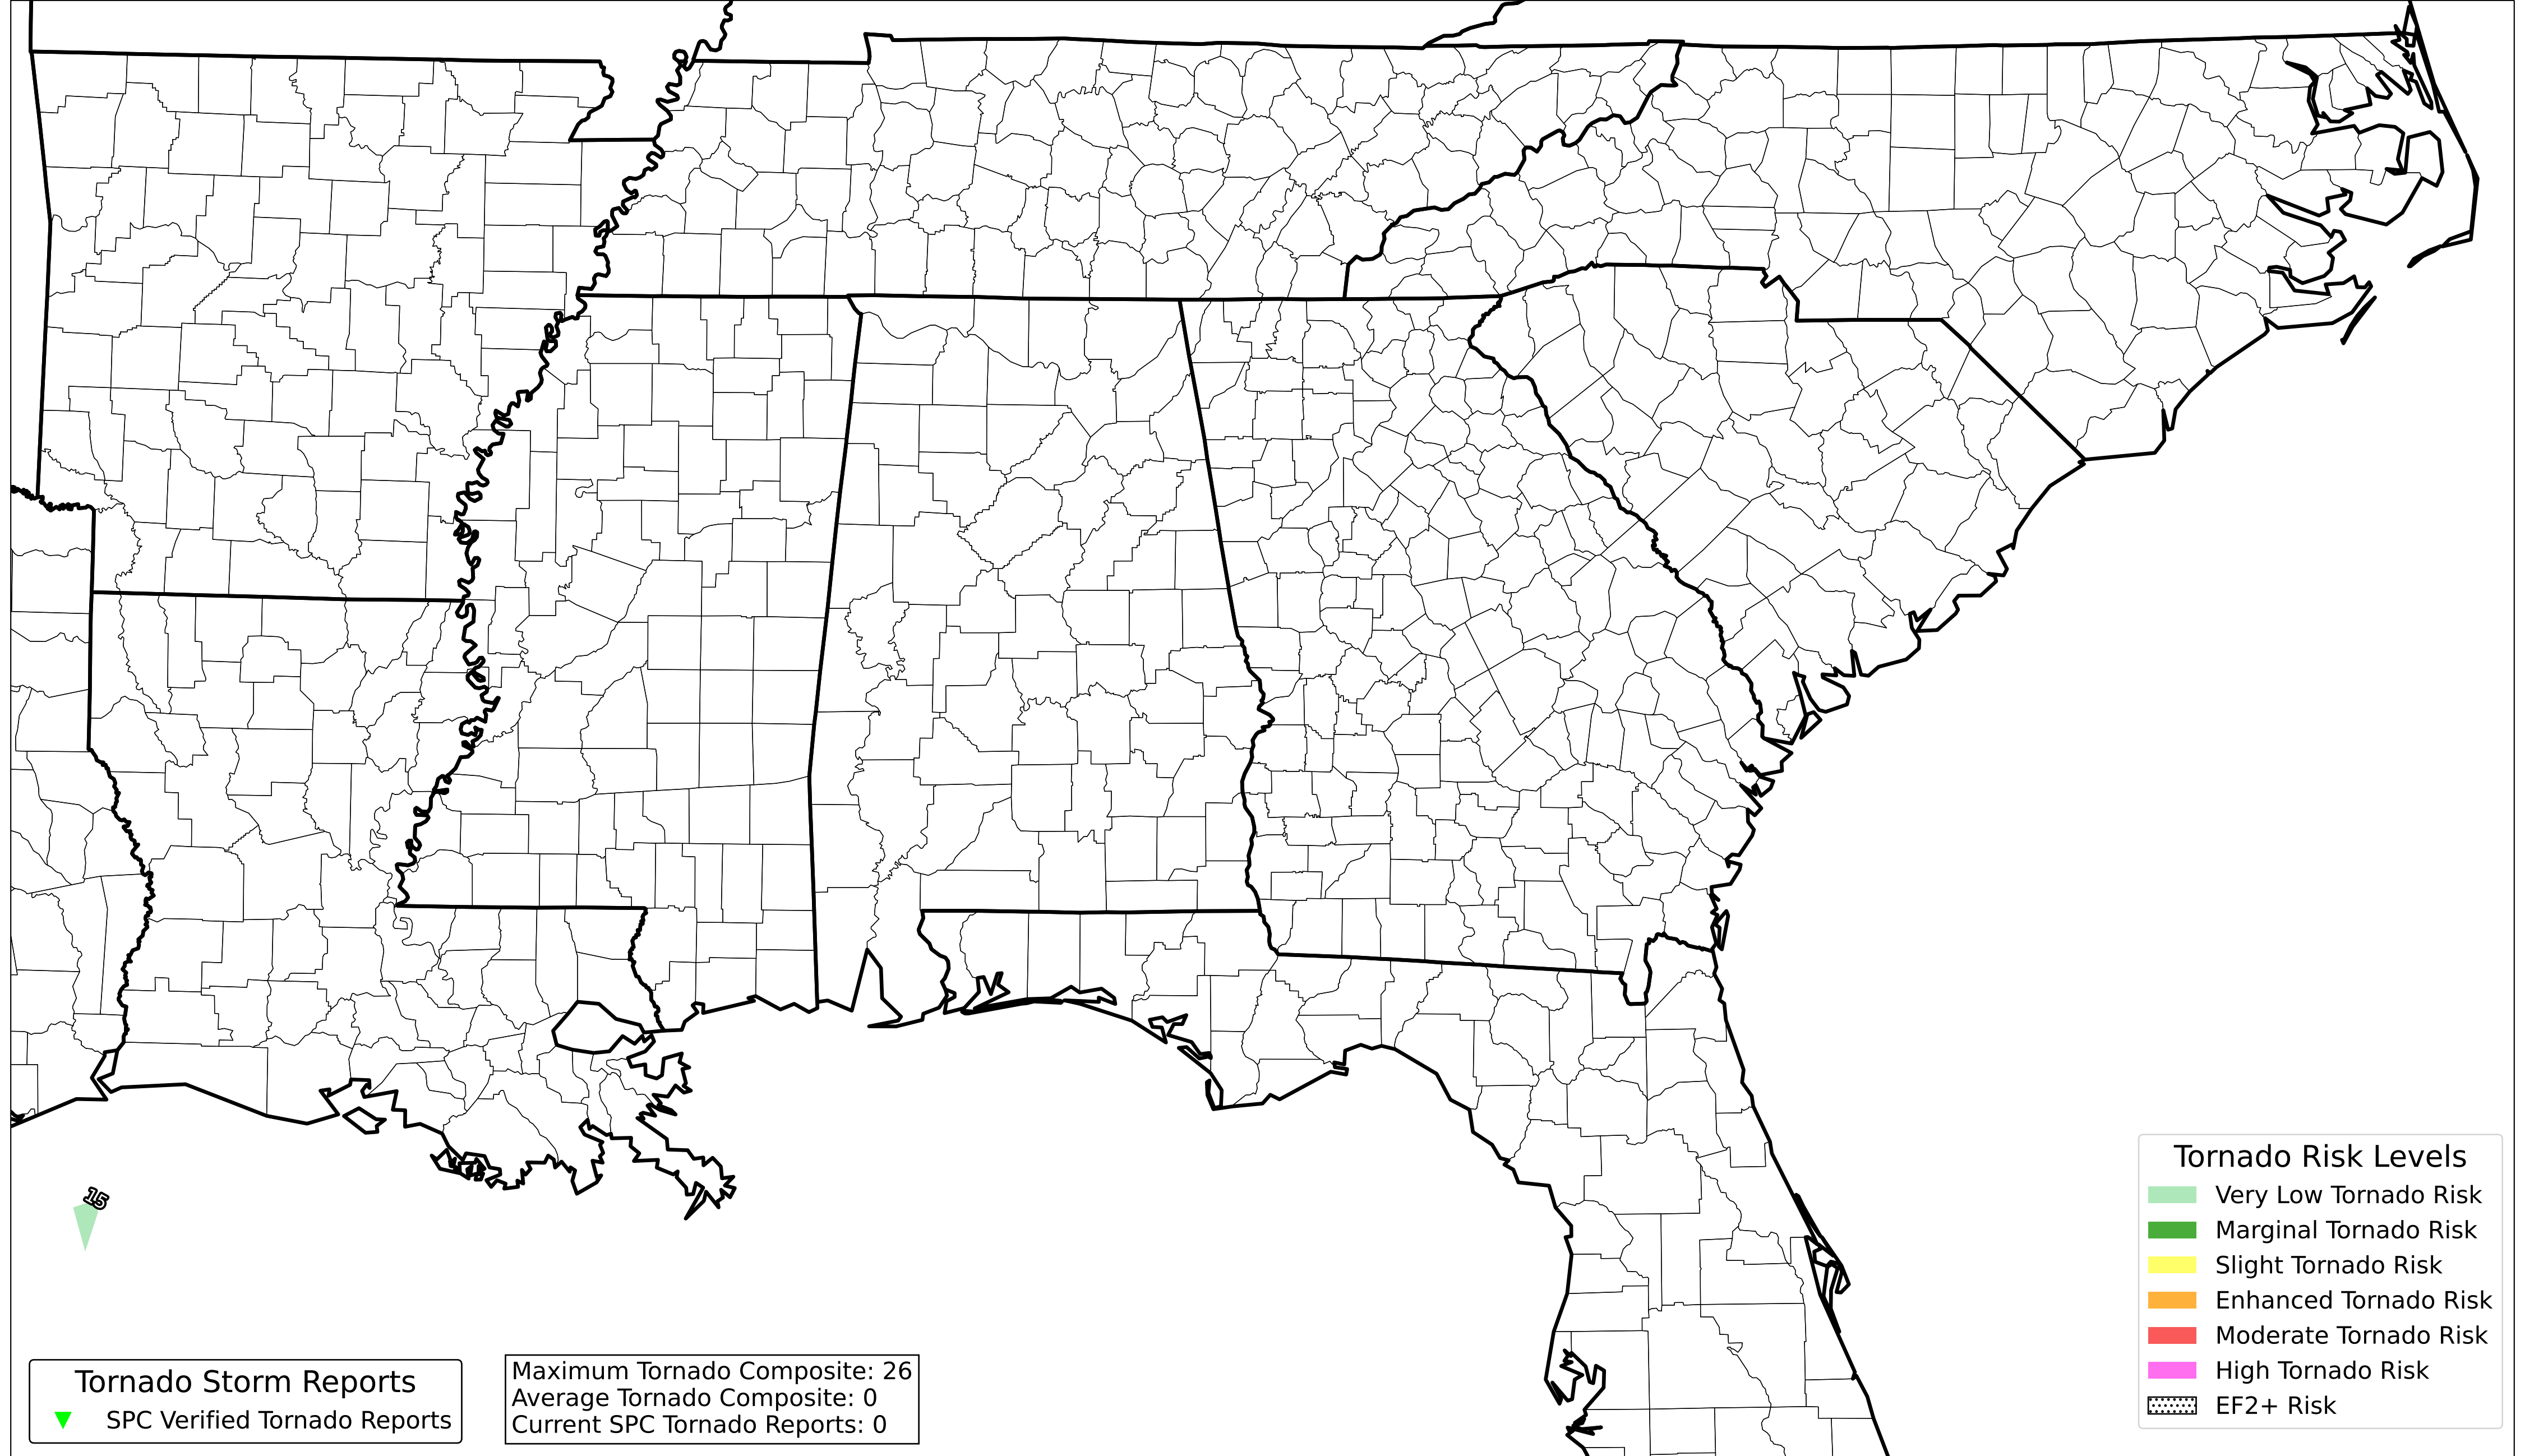 15
Tornado Risk Levels
Very Low Tornado Risk
Marginal Tornado Risk
Slight Tornado Risk
Enhanced Tornado Risk
Moderate Tornado Risk
High Tornado Risk
EF2+ Risk
Tornado Storm Reports
SPC Verified Tornado Reports
Maximum Tornado Composite: 26
Average Tornado Composite: 0
Current SPC Tornado Reports: 0